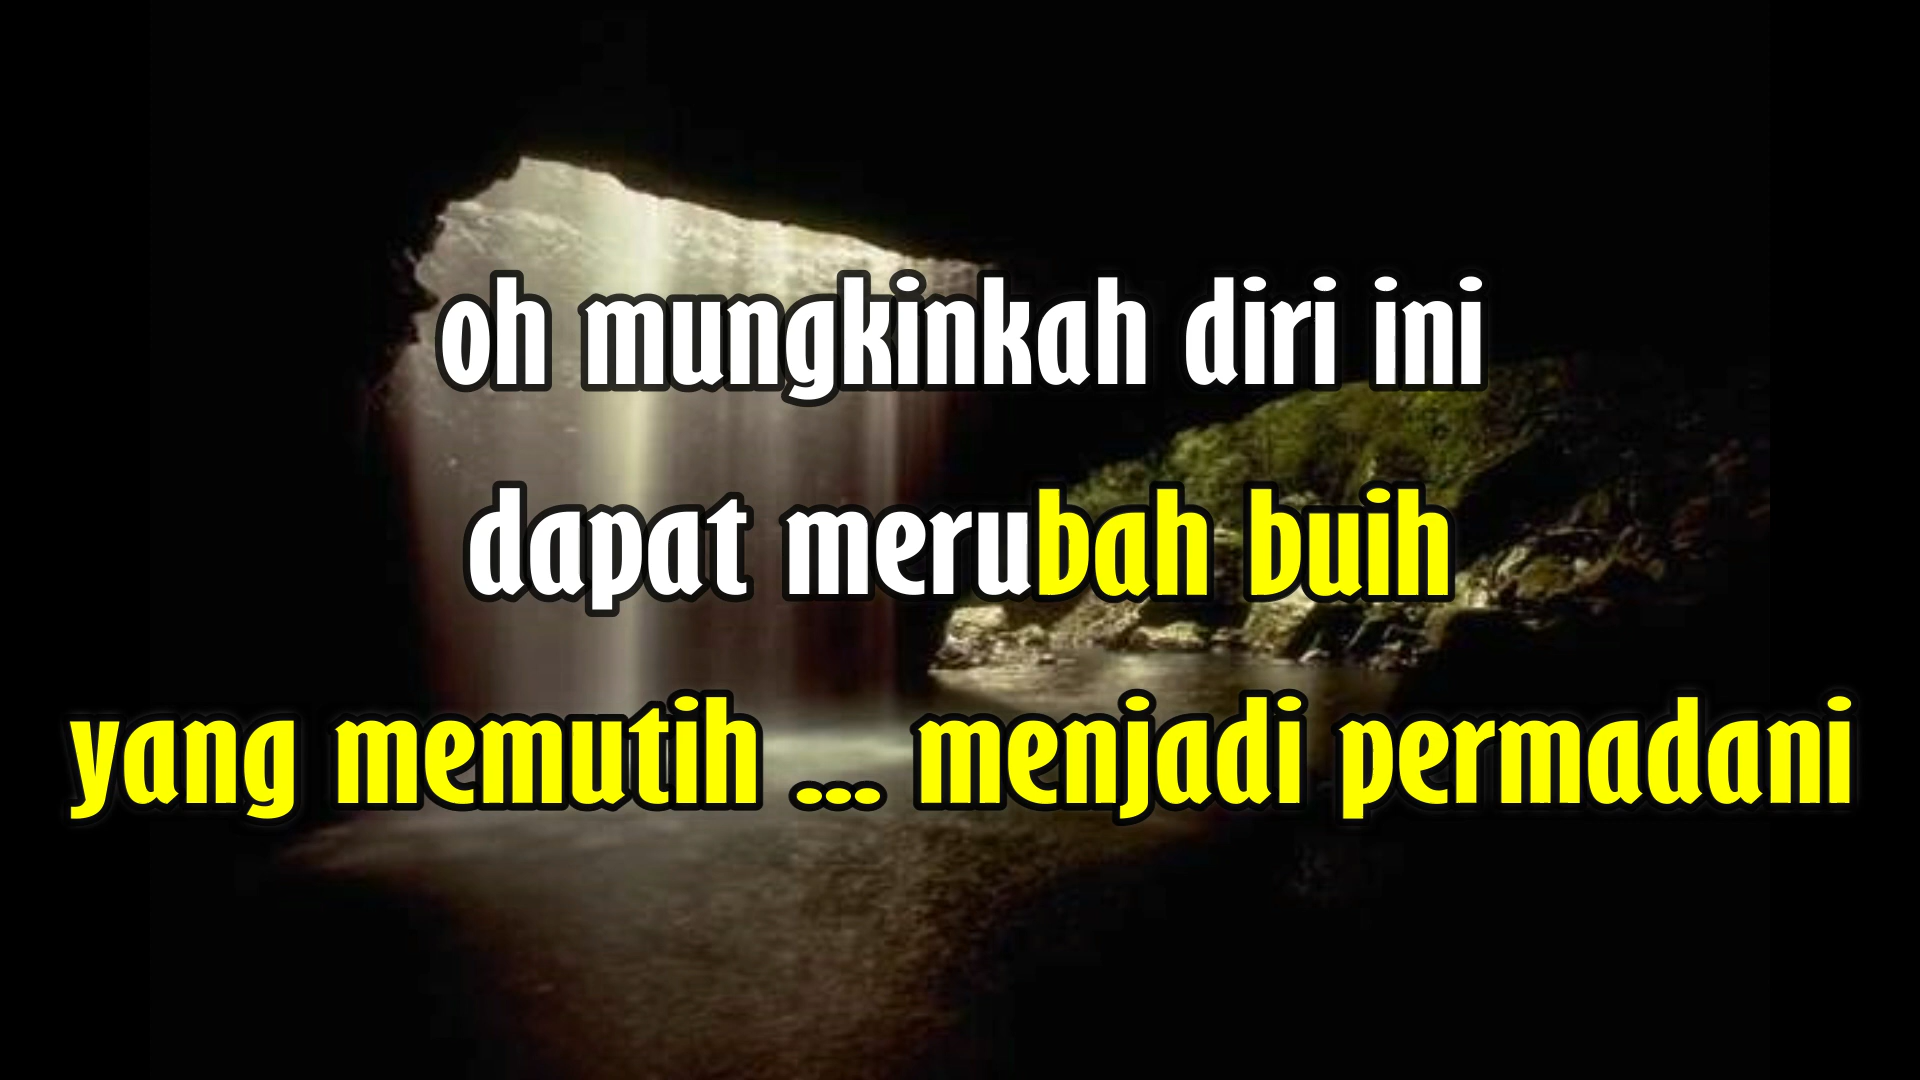 oh mungkinkah diri ini
dapat merubah buih
yang memutih ... menjadi permadani